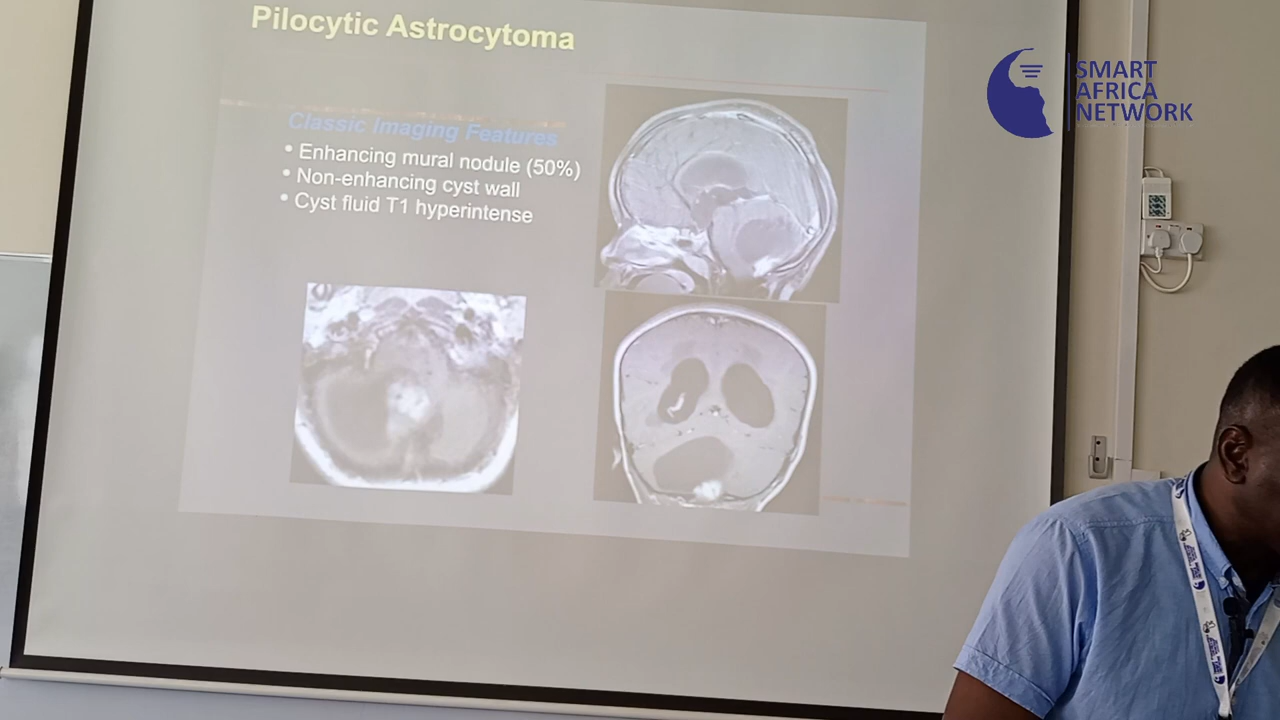 Pilocytic Astrocytoma
Classic Imaging Features
• Enhancing mural nodule (50%)
• Non-enhancing cyst wall
• Cyst fluid T1 hyperintense
SMART
AFRICA
NETWORK